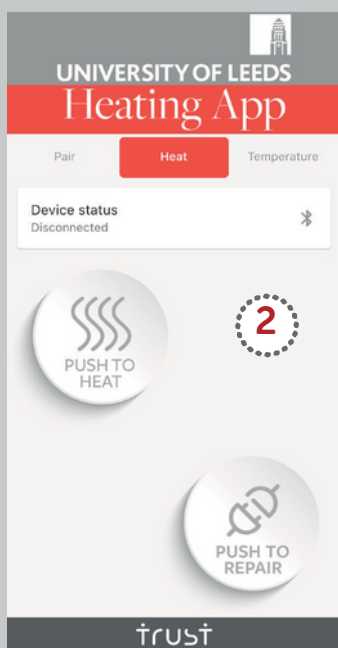 UNIVERSITY OF LEEDS
Heating App
Pair Heat Temperature
Device status
Disconnected
2
PUSH TO
HEAT
PUSH TO
REPAIR
trust